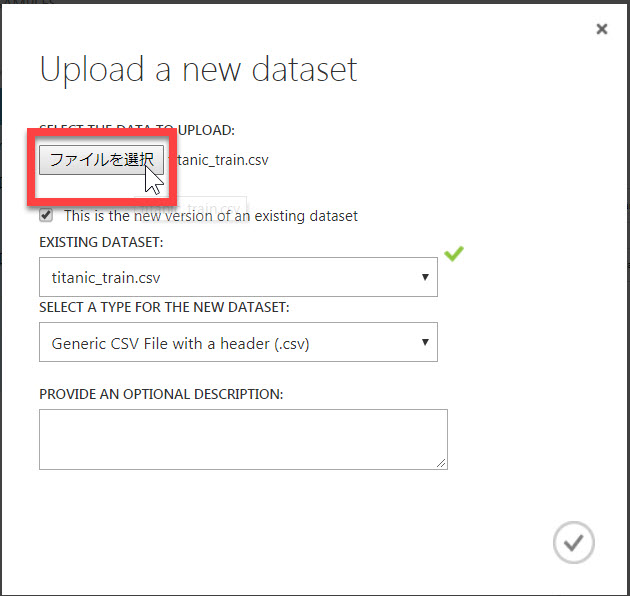 Upload a new dataset
SELECT THE DATA TO UPLOAD:
ファイルを選択 titanic_train.csv
titanic_train.csv
This is the new version of an existing dataset
EXISTING DATASET:
titanic_train.csv
SELECT A TYPE FOR THE NEW DATASET:
Generic CSV File with a header (.csv)
PROVIDE AN OPTIONAL DESCRIPTION: